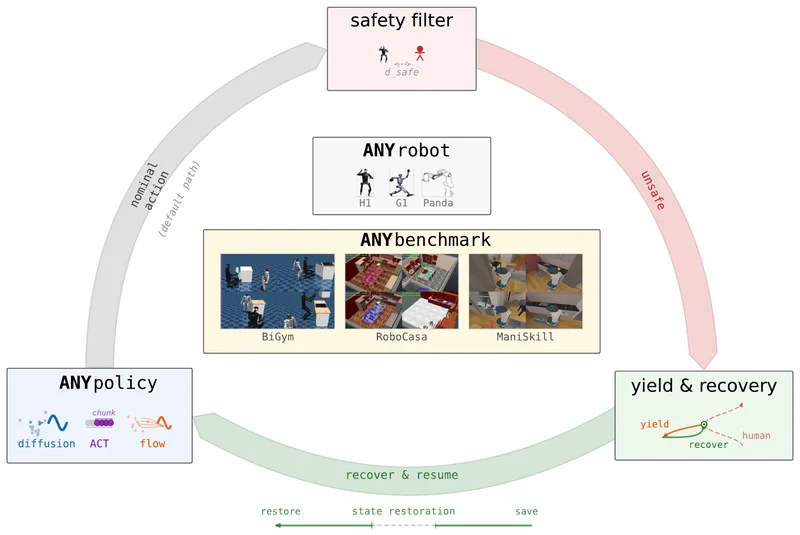 safety filter
d_safe
nominal
action
(default path)
unsafe
ANYrobot
H1 G1 Panda
ANYbenchmark
BiGym RoboCasa ManiSkill
ANYpolicy
chunk
diffusion ACT flow
yield & recovery
yield
human
recover
recover & resume
restore state restoration save